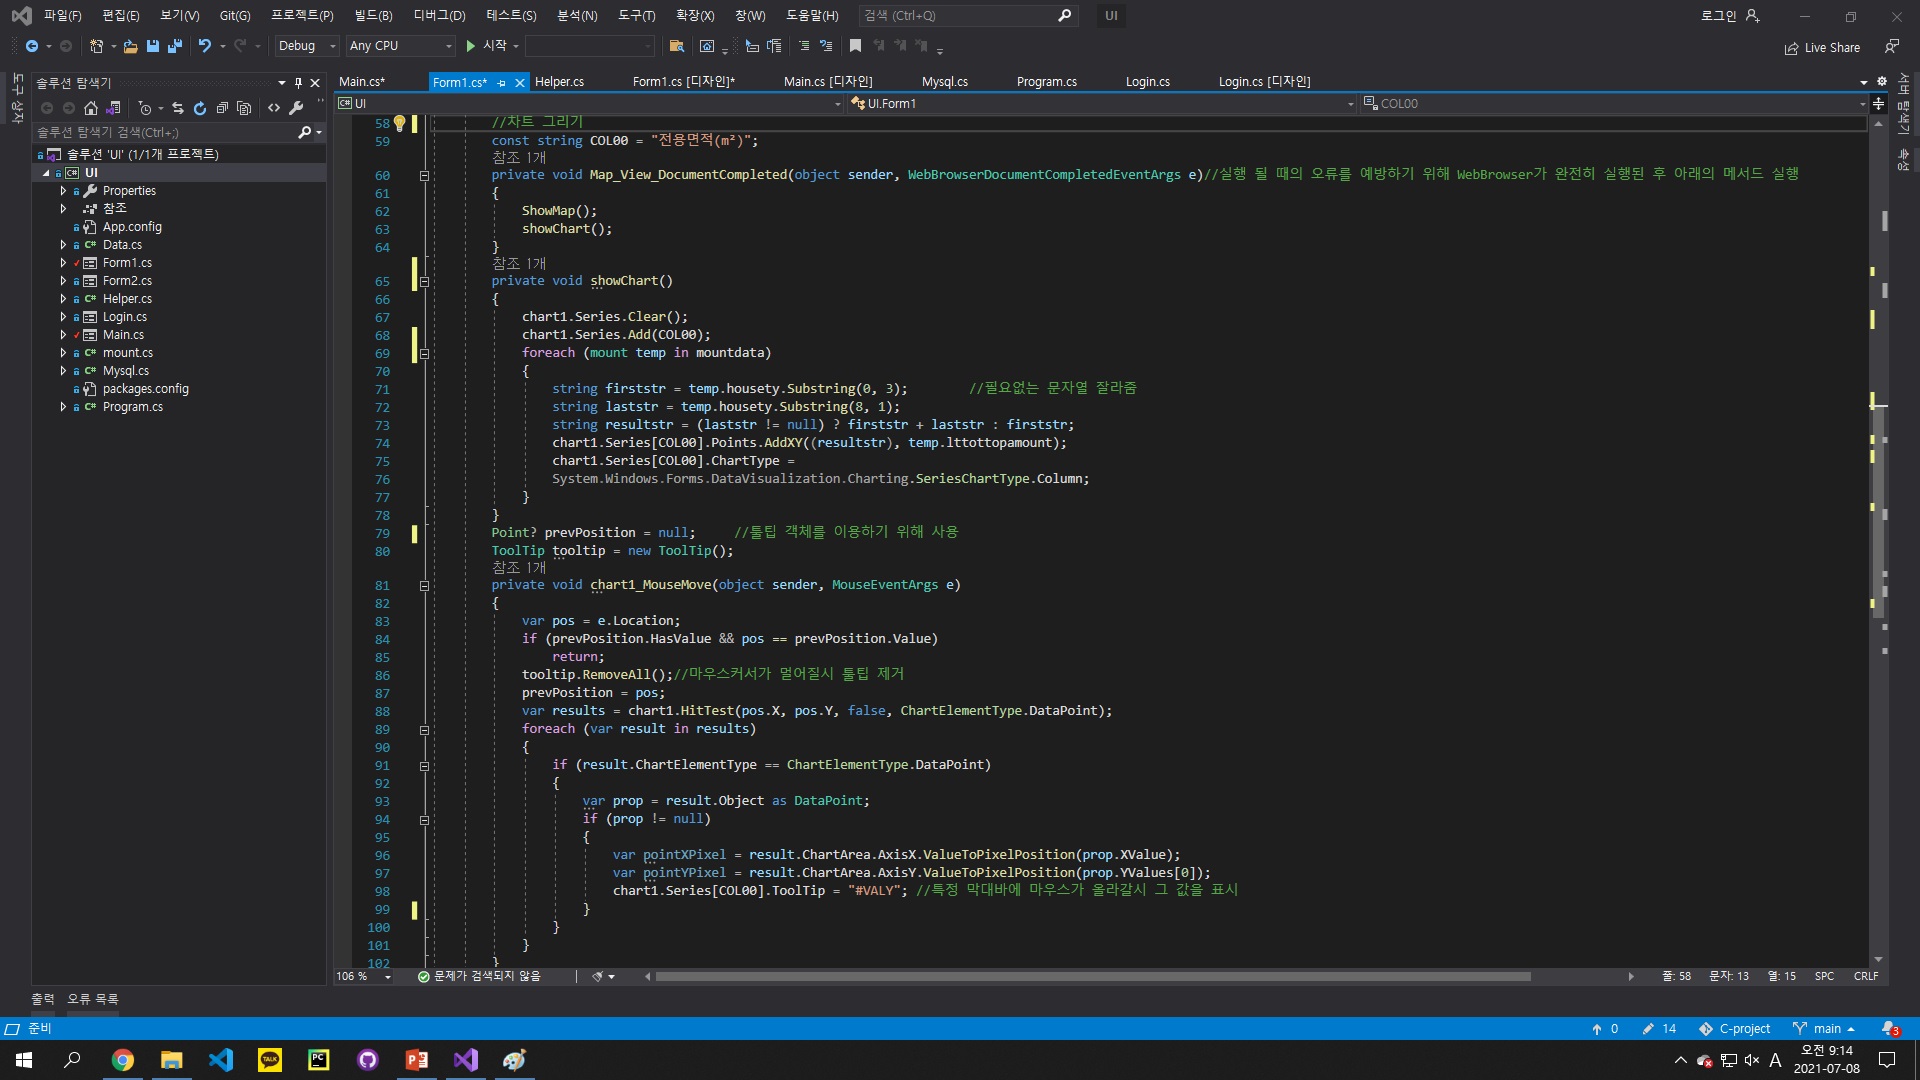 파일(F) 편집(E) 보기(V) Git(G) 프로젝트(P) 빌드(B) 디버그(D) 테스트(S) 분석(N) 도구(T) 확장(X) 창(W) 도움말(H) 검색 (Ctrl+Q) UI 로그인
Debug Any CPU 시작 Live Share
도구 상자
솔루션 탐색기
솔루션 탐색기 검색(Ctrl+;)
솔루션 'UI' (1/1개 프로젝트)
UI
Properties
참조
App.config
Data.cs
Form1.cs
Form2.cs
Helper.cs
Login.cs
Main.cs
mount.cs
Mysql.cs
packages.config
Program.cs
Main.cs* Form1.cs* Helper.cs Form1.cs [디자인]* Main.cs [디자인] Mysql.cs Program.cs Login.cs Login.cs [디자인]
UI UI.Form1 COL00
58 //차트 그리기
59 const string COL00 = "전용면적(m²)";
참조 1개
60 private void Map_View_DocumentCompleted(object sender, WebBrowserDocumentCompletedEventArgs e)//실행 될 때의 오류를 예방하기 위해 WebBrowser가 완전히 실행된 후 아래의 메서드 실행
61 {
62 ShowMap();
63 showChart();
64 }
참조 1개
65 private void showChart()
66 {
67 chart1.Series.Clear();
68 chart1.Series.Add(COL00);
69 foreach (mount temp in mountdata)
70 {
71 string firststr = temp.housety.Substring(0, 3); //필요없는 문자열 잘라줌
72 string laststr = temp.housety.Substring(8, 1);
73 string resultstr = (laststr != null) ? firststr + laststr : firststr;
74 chart1.Series[COL00].Points.AddXY((resultstr), temp.lttottopamount);
75 chart1.Series[COL00].ChartType =
76 System.Windows.Forms.DataVisualization.Charting.SeriesChartType.Column;
77 }
78 }
79 Point? prevPosition = null; //툴팁 객체를 이용하기 위해 사용
80 ToolTip tooltip = new ToolTip();
참조 1개
81 private void chart1_MouseMove(object sender, MouseEventArgs e)
82 {
83 var pos = e.Location;
84 if (prevPosition.HasValue && pos == prevPosition.Value)
85 return;
86 tooltip.RemoveAll();//마우스커서가 멀어질시 툴팁 제거
87 prevPosition = pos;
88 var results = chart1.HitTest(pos.X, pos.Y, false, ChartElementType.DataPoint);
89 foreach (var result in results)
90 {
91 if (result.ChartElementType == ChartElementType.DataPoint)
92 {
93 var prop = result.Object as DataPoint;
94 if (prop != null)
95 {
96 var pointXPixel = result.ChartArea.AxisX.ValueToPixelPosition(prop.XValue);
97 var pointYPixel = result.ChartArea.AxisY.ValueToPixelPosition(prop.YValues[0]);
98 chart1.Series[COL00].ToolTip = "#VALY"; //특정 막대바에 마우스가 올라갈시 그 값을 표시
99 }
100 }
101 }
102 }
서버 탐색기
속성
106 % 문제가 검색되지 않음 줄: 58 문자: 13 열: 15 SPC CRLF
출력 오류 목록
준비 0 14 C-project main 3
TALK PC A 오전 9:14
2021-07-08